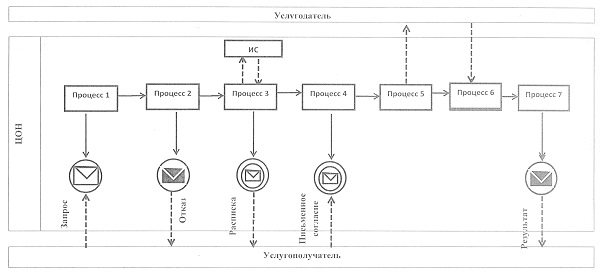 Услугодатель
ИС
Процесс 1
Процесс 2
Процесс 3
Процесс 4
Процесс 5
Процесс 6
Процесс 7
ЦОН
Запрос
Отказ
Расписка
Письменное
согласие
Результат
Услугополучатель